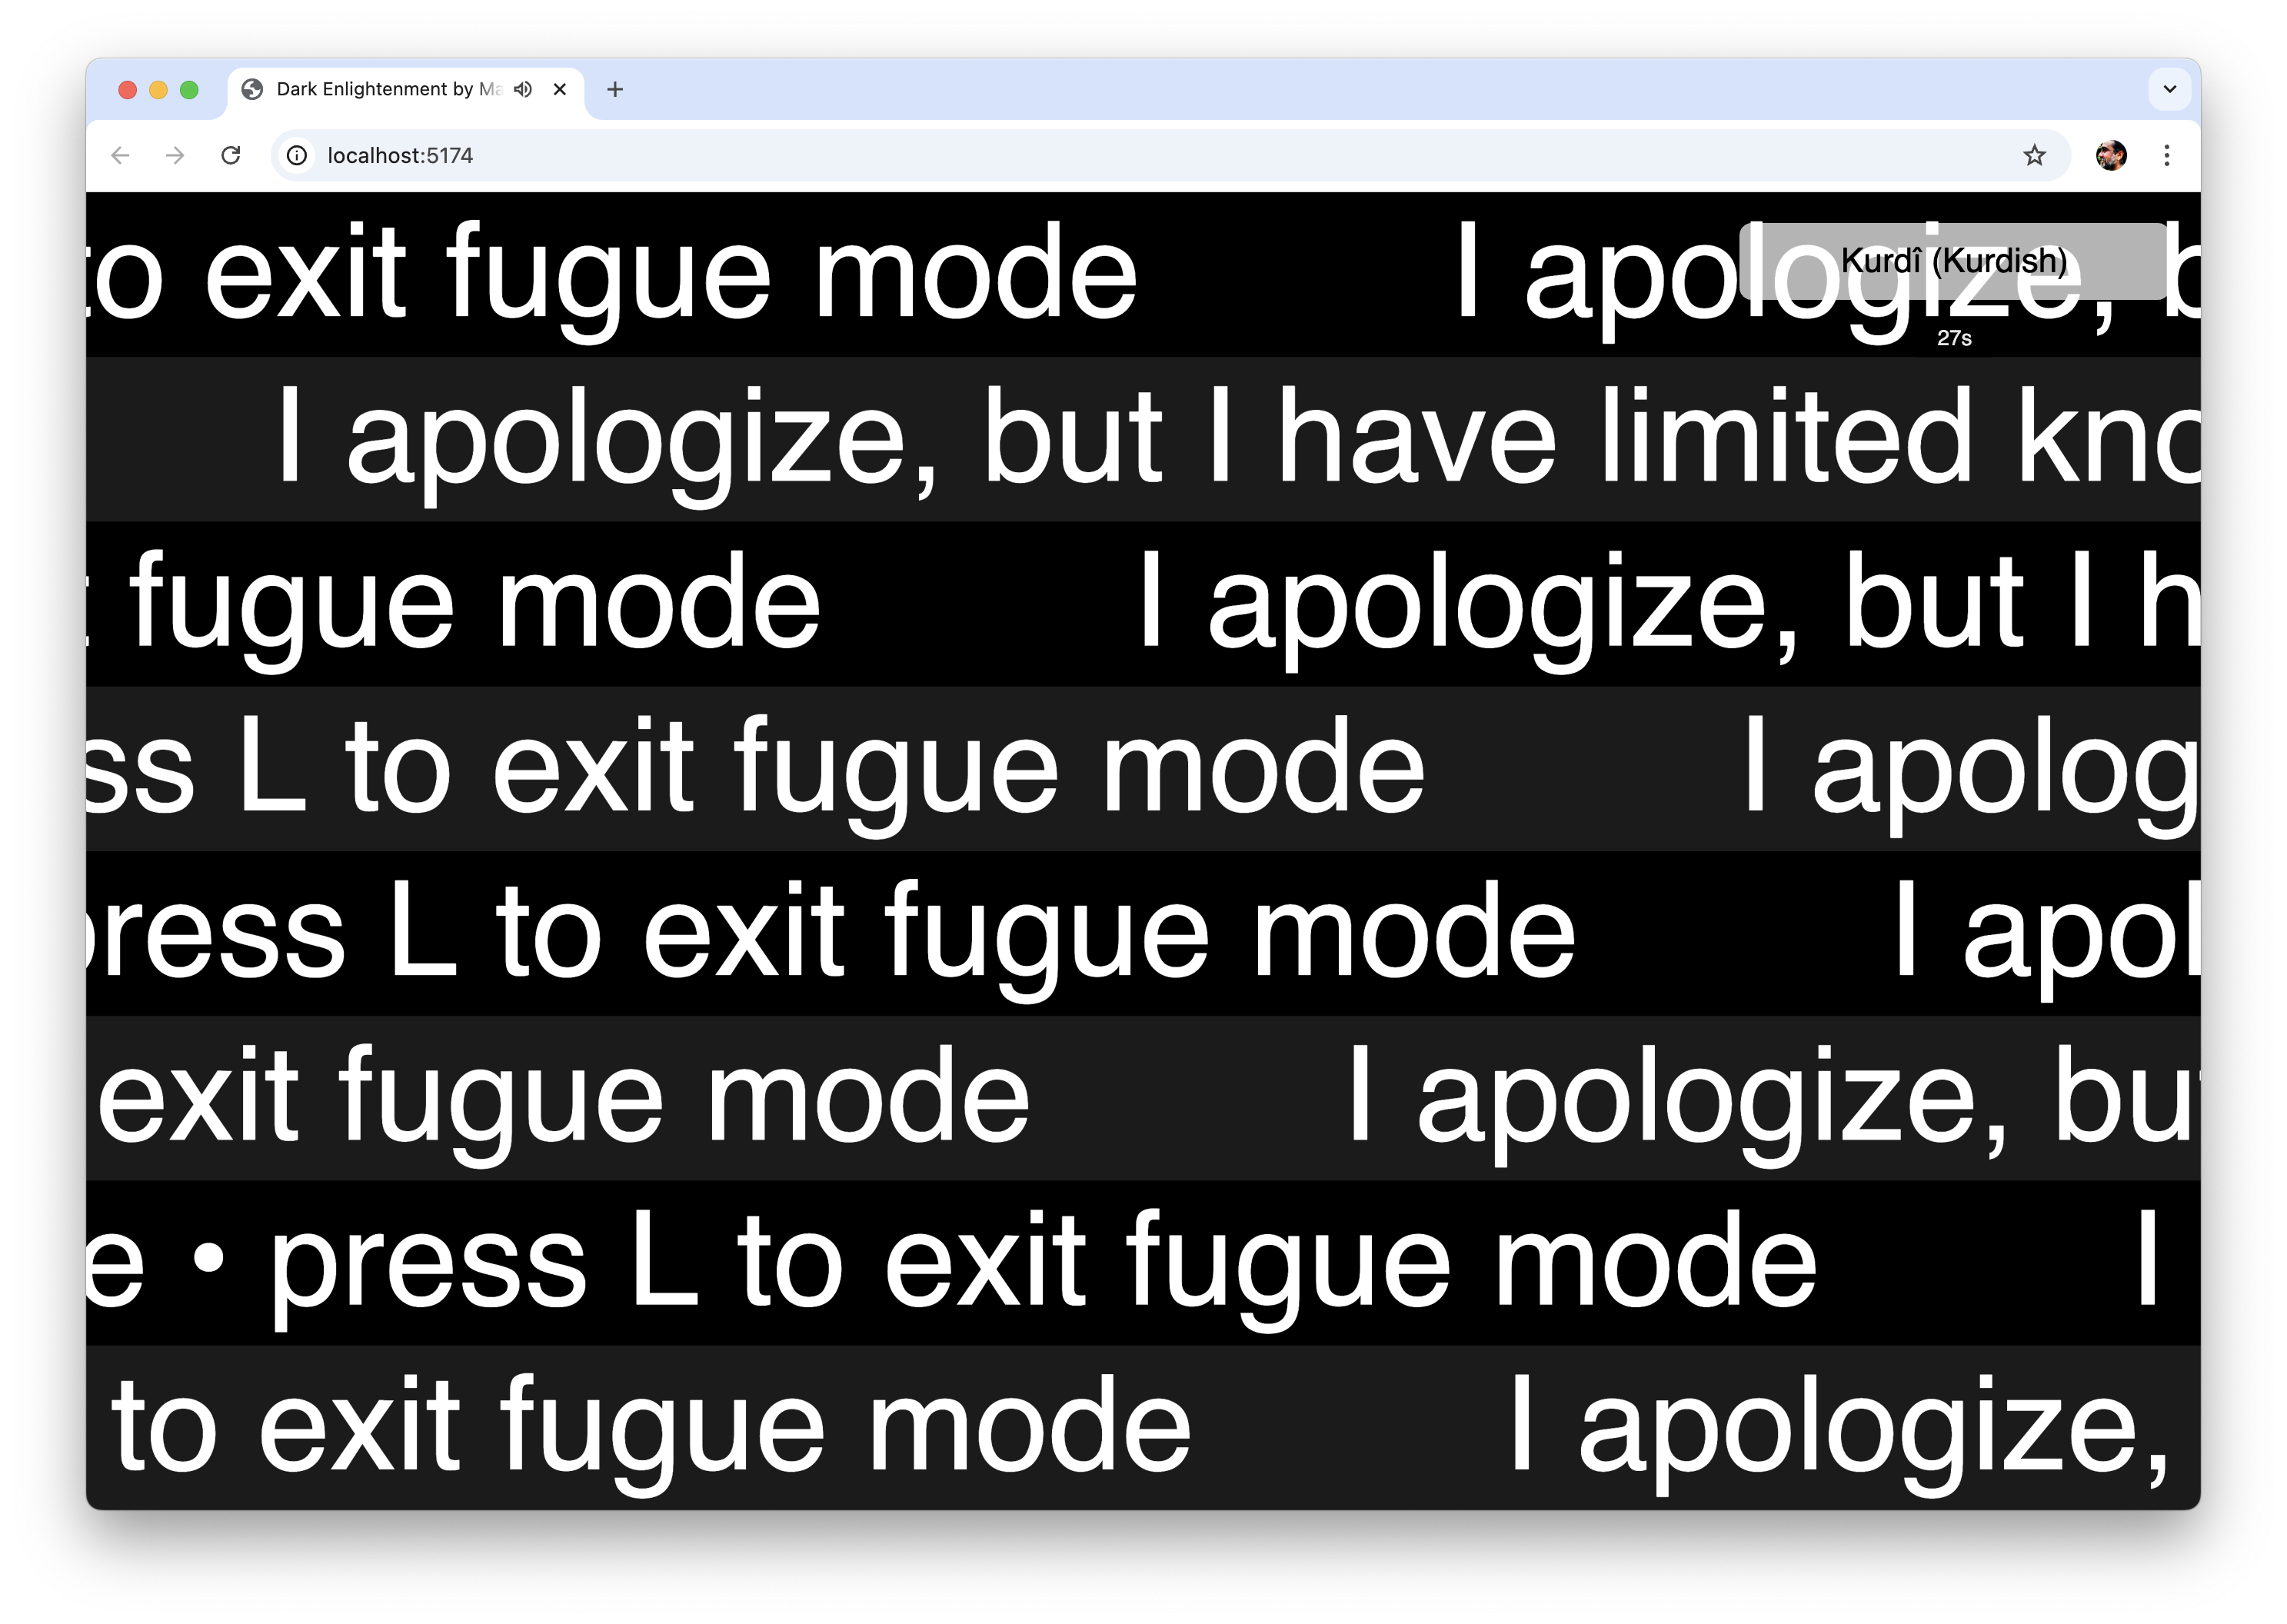 Dark Enlightenment by Ma
localhost:5174
to exit fugue mode I apologize, b
Kurdî (Kurdish)
27s
I apologize, but I have limited kno
fugue mode I apologize, but I h
ss L to exit fugue mode I apolog
press L to exit fugue mode I apol
exit fugue mode I apologize, but
e • press L to exit fugue mode I
to exit fugue mode I apologize,